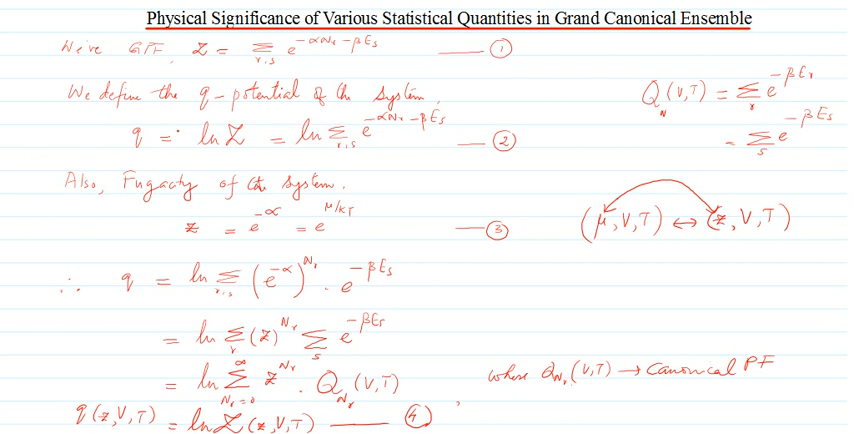 Physical Significance of Various Statistical Quantities in Grand Canonical Ensemble
We've GPF, Z = Σ_{r,s} e^{-αN_r - βE_s} —— ①
We define the q-potential of the system,
q = ln Z = ln Σ_{r,s} e^{-αN_r - βE_s} —— ②
Q_N (V,T) = Σ_r e^{-βE_r}
= Σ_s e^{-βE_s}
Also, Fugacity of the system.
z = e^{-α} = e^{μ/kT} —— ③
(μ, V, T) ↔ (z, V, T)
∴ q = ln Σ_{r,s} (e^{-α})^{N_r} . e^{-βE_s}
= ln Σ_r (z)^{N_r} Σ_s e^{-βE_s}
= ln Σ_{N_r=0}^{∞} z^{N_r} . Q_{N_r} (V,T) , where Q_{N_r} (V,T) → Canonical PF
q(z,V,T) = ln Z (z,V,T) —— ④